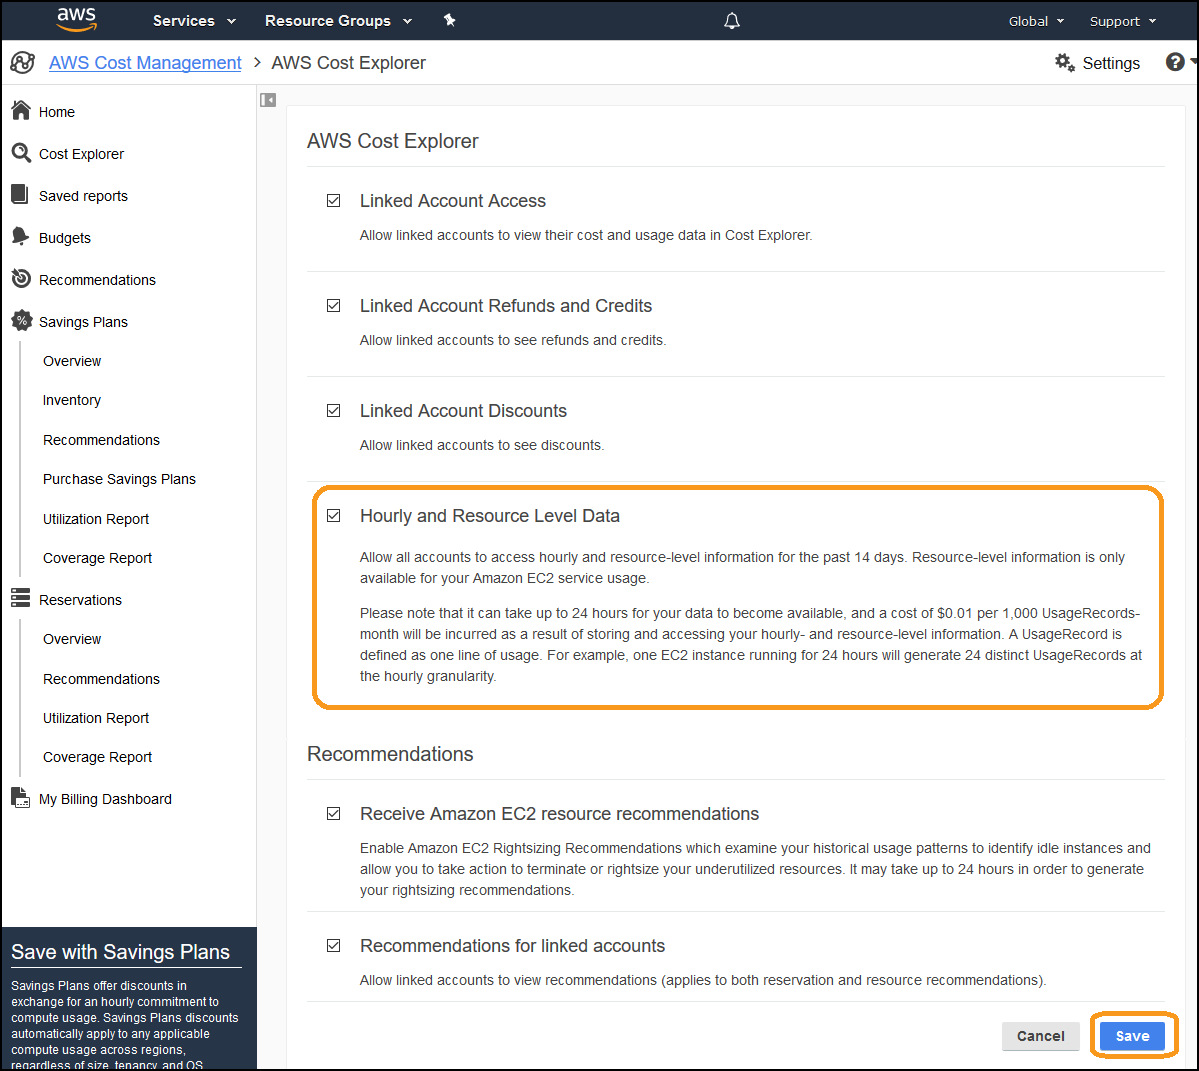 aws
Services
Resource Groups
Global
Support
AWS Cost Management > AWS Cost Explorer
Settings
?
Home
Cost Explorer
Saved reports
Budgets
Recommendations
% Savings Plans
Overview
Inventory
Recommendations
Purchase Savings Plans
Utilization Report
Coverage Report
Reservations
Overview
Recommendations
Utilization Report
Coverage Report
My Billing Dashboard
Save with Savings Plans
Savings Plans offer discounts in
exchange for an hourly commitment to
compute usage. Savings Plans discounts
automatically apply to any applicable
compute usage across regions,
regardless of size, tenancy, and OS
AWS Cost Explorer
Linked Account Access
Allow linked accounts to view their cost and usage data in Cost Explorer.
Linked Account Refunds and Credits
Allow linked accounts to see refunds and credits.
Linked Account Discounts
Allow linked accounts to see discounts.
Hourly and Resource Level Data
Allow all accounts to access hourly and resource-level information for the past 14 days. Resource-level information is only
available for your Amazon EC2 service usage.
Please note that it can take up to 24 hours for your data to become available, and a cost of $0.01 per 1,000 UsageRecords-
month will be incurred as a result of storing and accessing your hourly- and resource-level information. A UsageRecord is
defined as one line of usage. For example, one EC2 instance running for 24 hours will generate 24 distinct UsageRecords at
the hourly granularity.
Recommendations
Receive Amazon EC2 resource recommendations
Enable Amazon EC2 Rightsizing Recommendations which examine your historical usage patterns to identify idle instances and
allow you to take action to terminate or rightsize your underutilized resources. It may take up to 24 hours in order to generate
your rightsizing recommendations.
Recommendations for linked accounts
Allow linked accounts to view recommendations (applies to both reservation and resource recommendations).
Cancel
Save